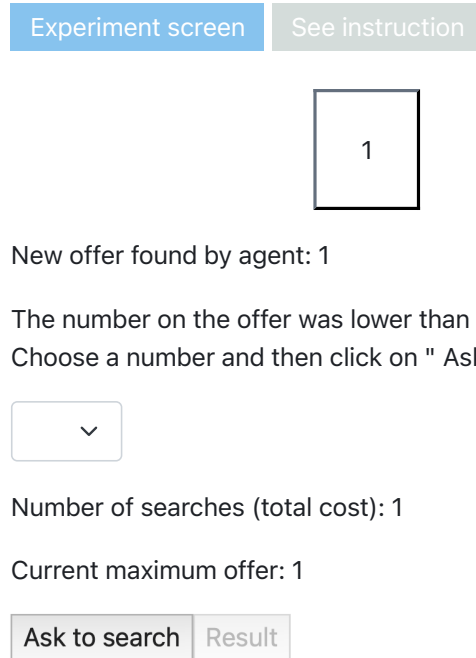 Experiment screen See instruction
1
New offer found by agent: 1
The number on the offer was lower than
Choose a number and then click on " Ask
Number of searches (total cost): 1
Current maximum offer: 1
Ask to search Result